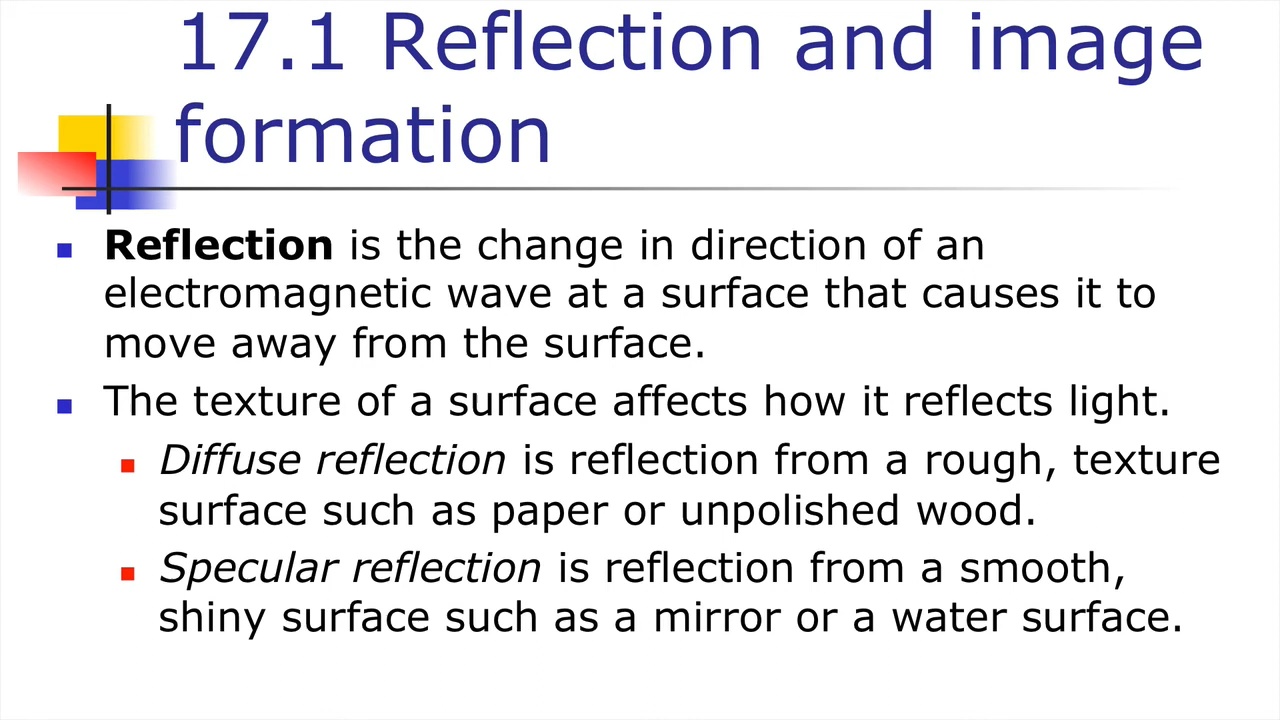 17.1 Reflection and image
formation
Reflection is the change in direction of an
electromagnetic wave at a surface that causes it to
move away from the surface.
The texture of a surface affects how it reflects light.
Diffuse reflection is reflection from a rough, texture
surface such as paper or unpolished wood.
Specular reflection is reflection from a smooth,
shiny surface such as a mirror or a water surface.